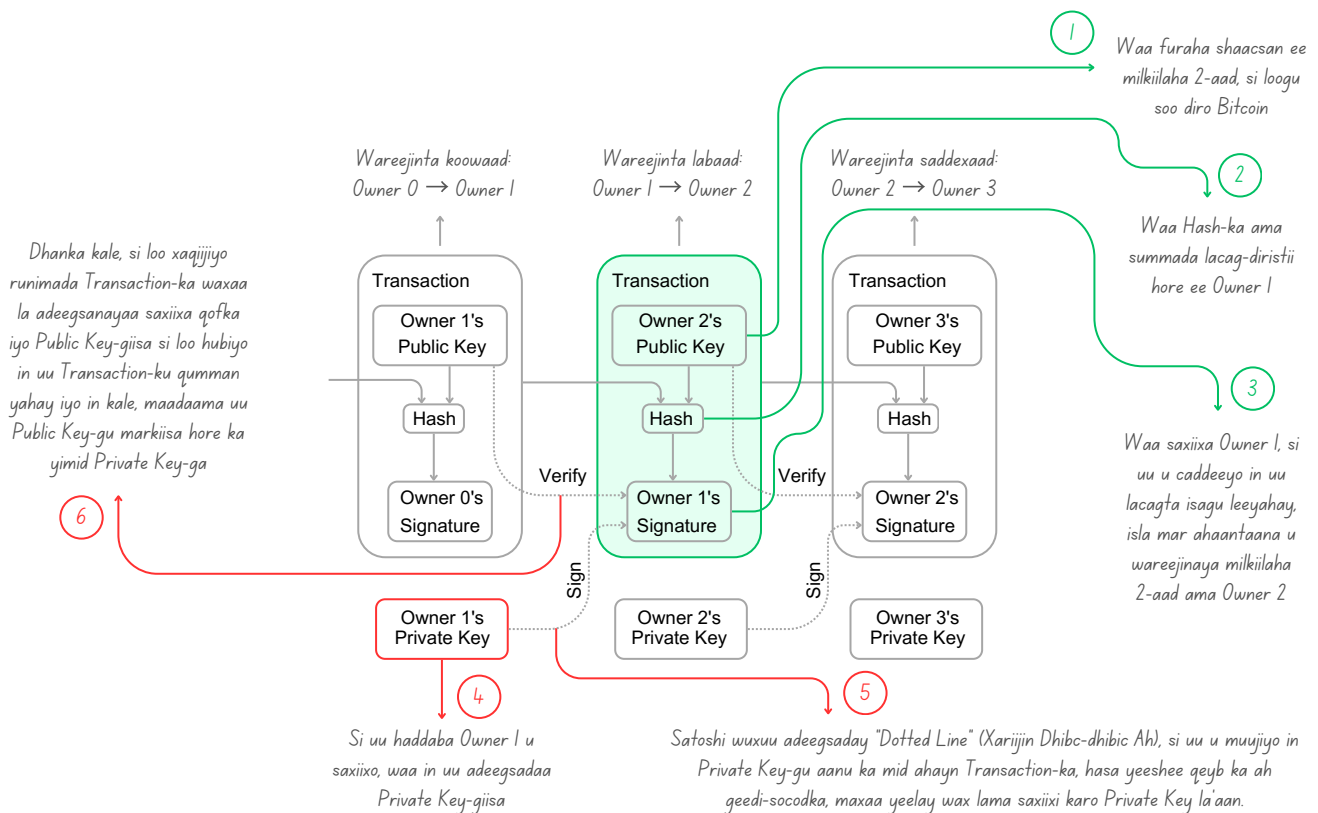 1
Waa furaha shaacsan ee
milkiilaha 2-aad, si loogu
soo diro Bitcoin
2
Waa Hash-ka ama
summada lacag-diristii
hore ee Owner 1
3
Waa saxiixa Owner 1, si
uu u caddeeyo in uu
lacagta isagu leeyahay,
isla mar ahaantaana u
wareejinaya milkiilaha
2-aad ama Owner 2
Wareejinta koowaad:
Owner 0 → Owner 1
Wareejinta labaad:
Owner 1 → Owner 2
Wareejinta saddexaad:
Owner 2 → Owner 3
Transaction
Owner 1's
Public Key
Hash
Owner 0's
Signature
Transaction
Owner 2's
Public Key
Hash
Owner 1's
Signature
Transaction
Owner 3's
Public Key
Hash
Owner 2's
Signature
Verify
Verify
Sign
Sign
Owner 1's
Private Key
Owner 2's
Private Key
Owner 3's
Private Key
4
Si uu haddaba Owner 1 u
saxiixo, waa in uu adeegsadaa
Private Key-giisa
5
Satoshi wuxuu adeegsaday "Dotted Line" (Xariijin Dhibc-dhibic Ah), si uu u muujiyo in
Private Key-gu aanu ka mid ahayn Transaction-ka, hasa yeeshee qeyb ka ah
geedi-socodka, maxaa yeelay wax lama saxiixi karo Private Key la'aan.
Dhanka kale, si loo xaqiijiyo
runimada Transaction-ka waxaa
la adeegsanayaa saxiixa qofka
iyo Public Key-giisa si loo hubiyo
in uu Transaction-ku qumman
yahay iyo in kale, maadaama uu
Public Key-gu markiisa hore ka
yimid Private Key-ga
6